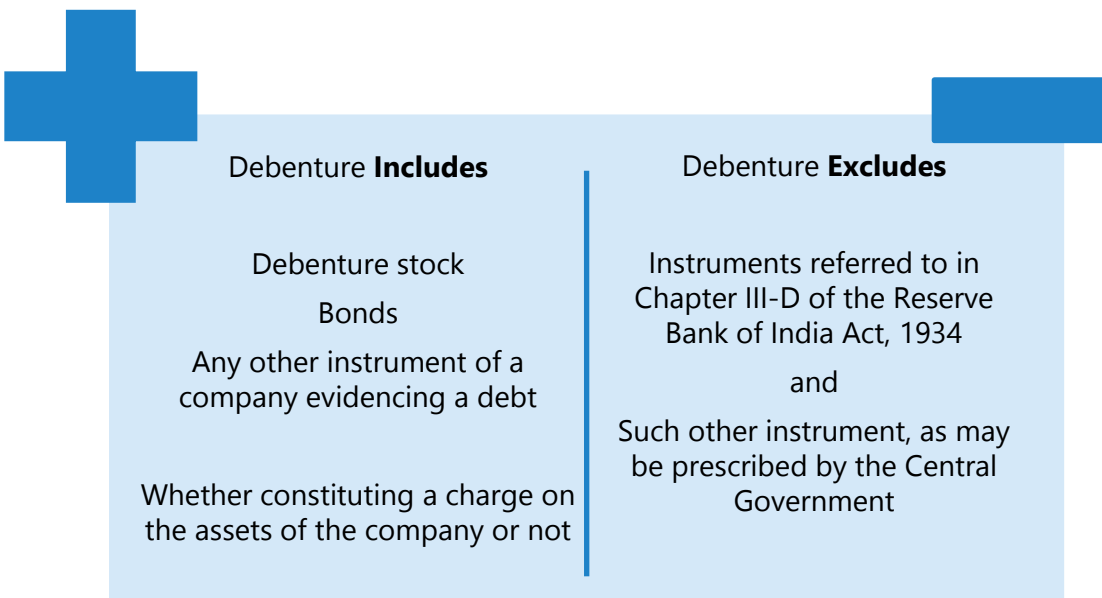 Debenture Includes
Debenture stock
Bonds
Any other instrument of a
company evidencing a debt
Whether constituting a charge on
the assets of the company or not
Debenture Excludes
Instruments referred to in
Chapter III-D of the Reserve
Bank of India Act, 1934
and
Such other instrument, as may
be prescribed by the Central
Government